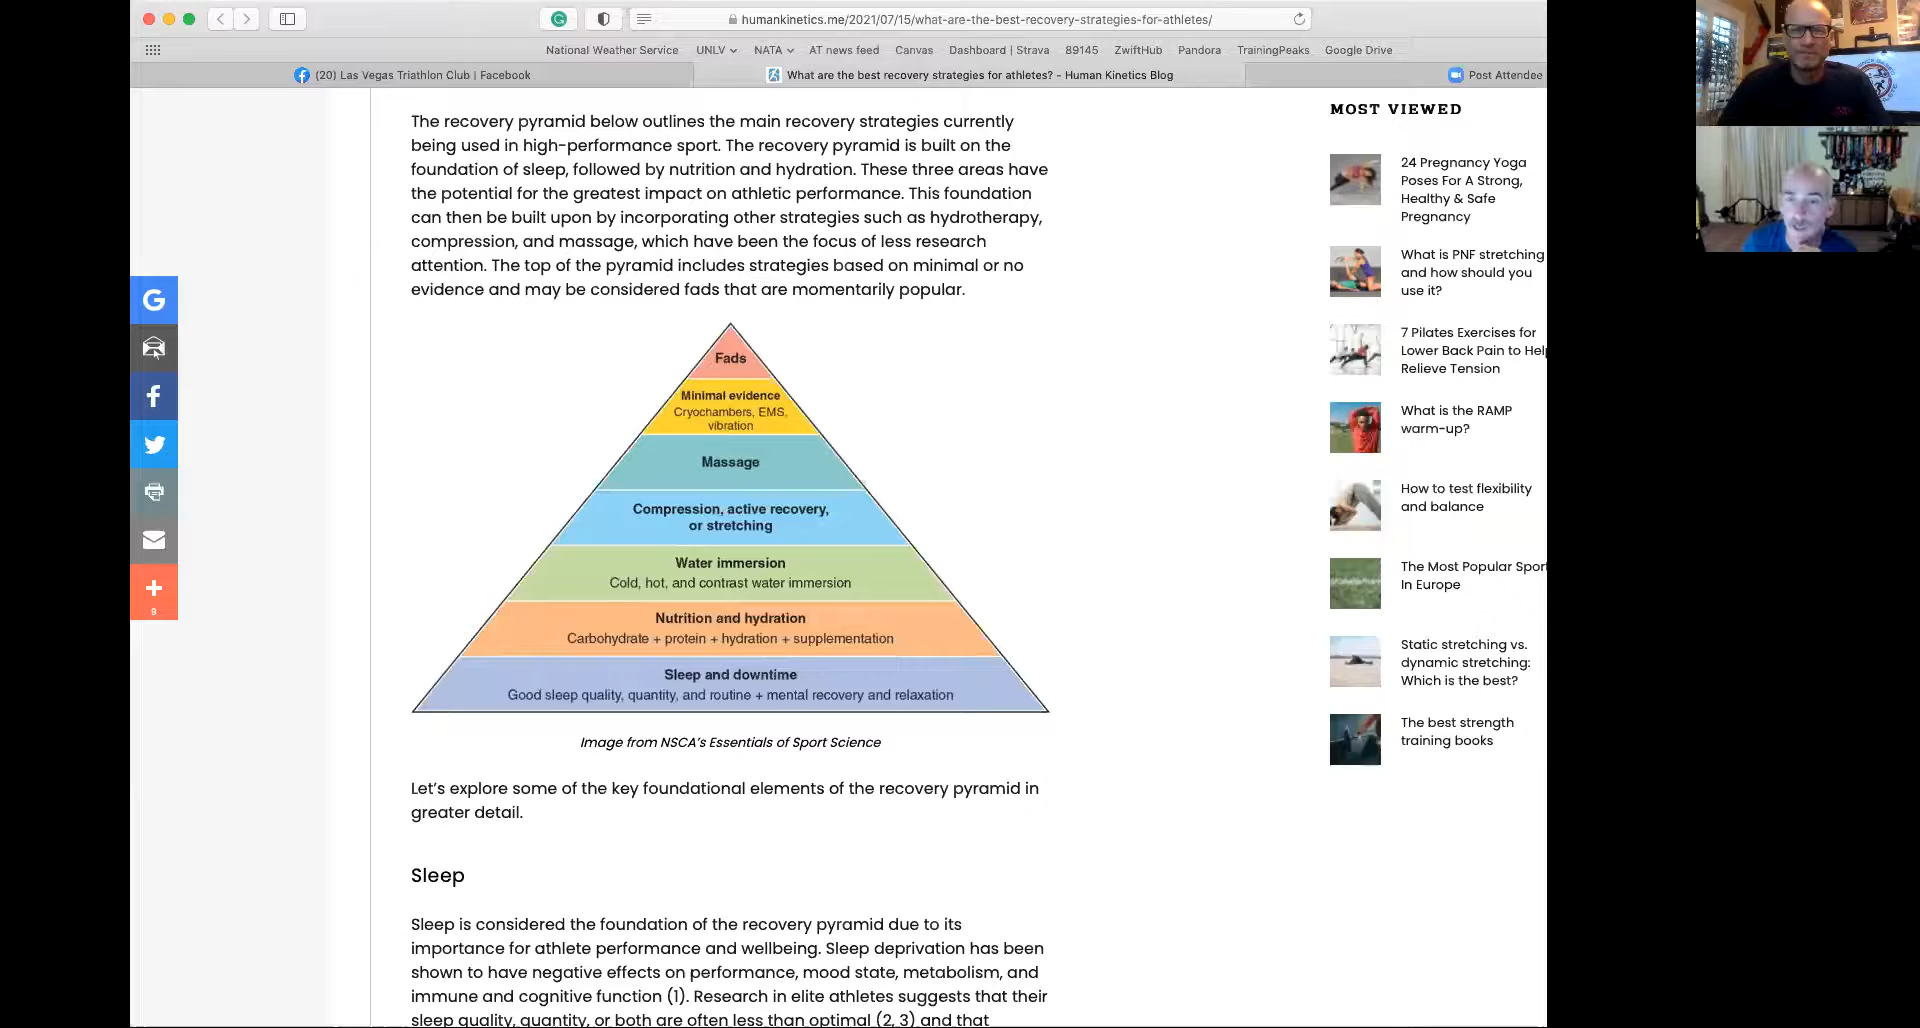 humankinetics.me/2021/07/15/what-are-the-best-recovery-strategies-for-athletes/
National Weather Service UNLV NATA AT news feed Canvas Dashboard | Strava 89145 ZwiftHub Pandora TrainingPeaks Google Drive
(20) Las Vegas Triathlon Club | Facebook
What are the best recovery strategies for athletes? - Human Kinetics Blog
Post Attendee
The recovery pyramid below outlines the main recovery strategies currently
being used in high-performance sport. The recovery pyramid is built on the
foundation of sleep, followed by nutrition and hydration. These three areas have
the potential for the greatest impact on athletic performance. This foundation
can then be built upon by incorporating other strategies such as hydrotherapy,
compression, and massage, which have been the focus of less research
attention. The top of the pyramid includes strategies based on minimal or no
evidence and may be considered fads that are momentarily popular.
Fads
Minimal evidence
Cryochambers, EMS,
vibration
Massage
Compression, active recovery,
or stretching
Water immersion
Cold, hot, and contrast water immersion
Nutrition and hydration
Carbohydrate + protein + hydration + supplementation
Sleep and downtime
Good sleep quality, quantity, and routine + mental recovery and relaxation
Image from NSCA's Essentials of Sport Science
Let's explore some of the key foundational elements of the recovery pyramid in
greater detail.
Sleep
Sleep is considered the foundation of the recovery pyramid due to its
importance for athlete performance and wellbeing. Sleep deprivation has been
shown to have negative effects on performance, mood state, metabolism, and
immune and cognitive function (1). Research in elite athletes suggests that their
sleep quality, quantity, or both are often less than optimal (2, 3) and that
9
MOST VIEWED
24 Pregnancy Yoga
Poses For A Strong,
Healthy & Safe
Pregnancy
What is PNF stretching
and how should you
use it?
7 Pilates Exercises for
Lower Back Pain to Help
Relieve Tension
What is the RAMP
warm-up?
How to test flexibility
and balance
The Most Popular Spor
In Europe
Static stretching vs.
dynamic stretching:
Which is the best?
The best strength
training books